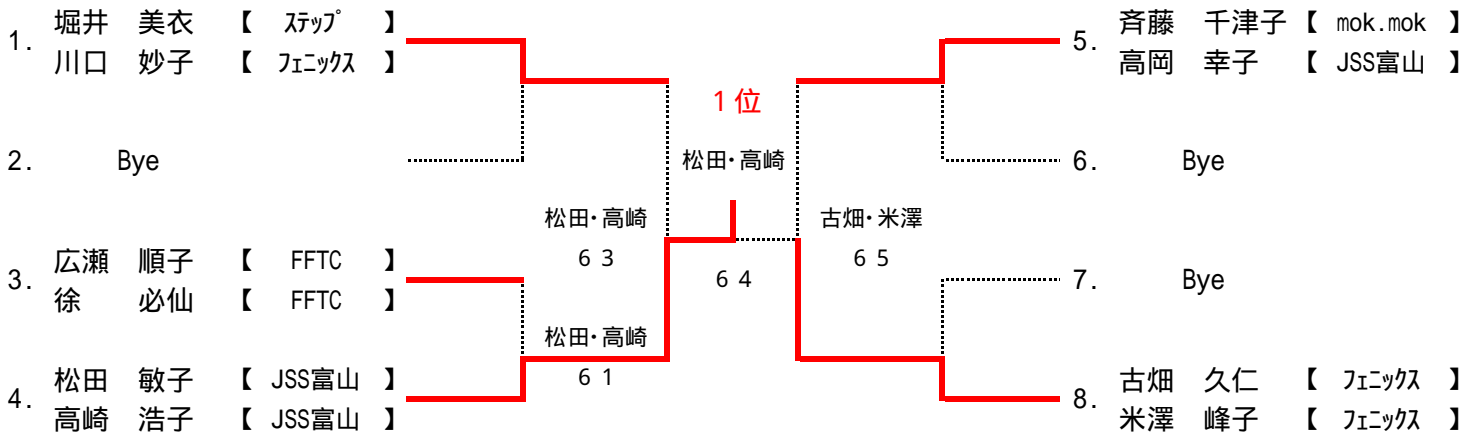 1. 堀井 美衣 【 ｽﾃｯﾌﾟ 】
川口 妙子 【 ﾌｪﾆｯｸｽ 】
2. Bye
3. 広瀬 順子 【 FFTC 】
徐 必仙 【 FFTC 】
4. 松田 敏子 【 JSS富山 】
高崎 浩子 【 JSS富山 】
松田・高崎
6 3
松田・高崎
6 1
1位
松田・高崎
6 4
古畑・米澤
6 5
5. 斉藤 千津子 【 mok.mok 】
高岡 幸子 【 JSS富山 】
6. Bye
7. Bye
8. 古畑 久仁 【 ﾌｪﾆｯｸｽ 】
米澤 峰子 【 ﾌｪﾆｯｸｽ 】